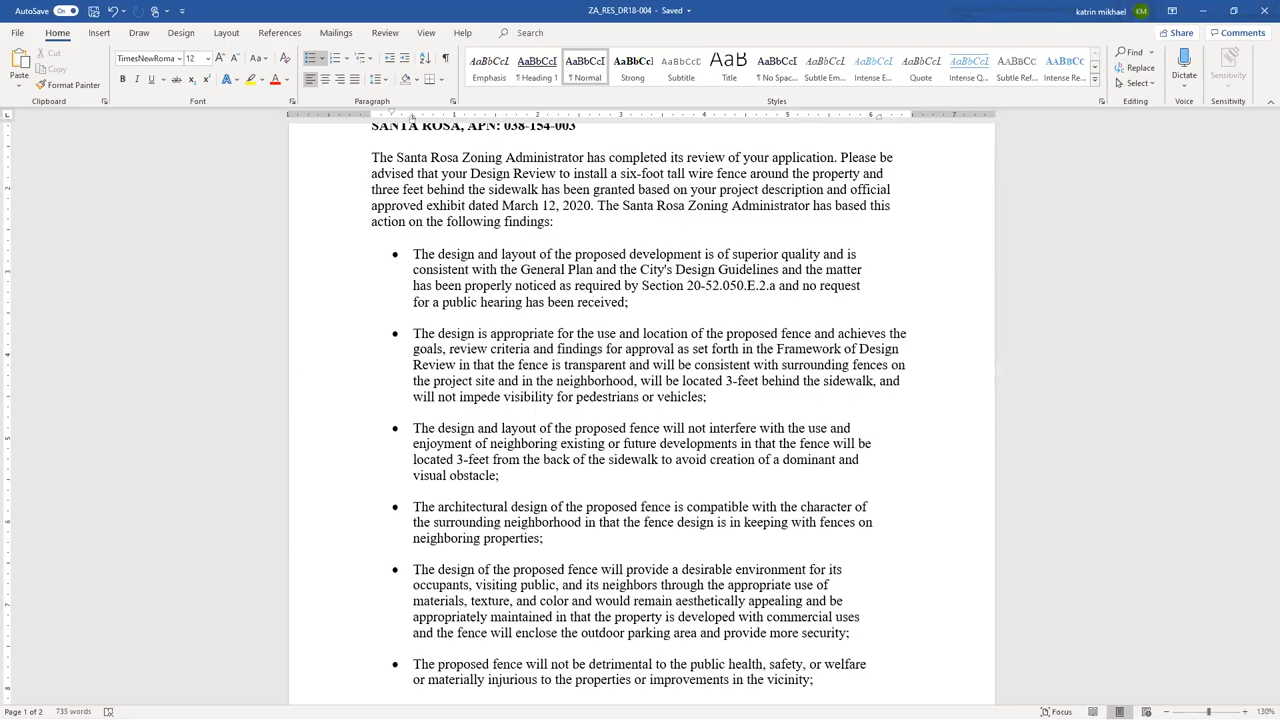 AutoSave On ZA_RES_DR18-004 - Saved katrin mikhael KM
File Home Insert Draw Design Layout References Mailings Review View Help Search Share Comments
Paste Cut Copy Format Painter Clipboard
TimesNewRoma 12 Font
Paragraph
AaBbCcI Emphasis AaBbCcI ¶ Heading 1 AaBbCcI ¶ Normal AaBbCc Strong AaBbCcI Subtitle AaB Title AaBbCcI ¶ No Spac... AaBbCcI Subtle Em... AaBbCcI Intense E... AaBbCcI Quote AaBbCcI Intense Q... AaBbCcI Subtle Ref... AaBbCc Intense Re... Styles
Find Replace Select Editing Dictate Voice Sensitivity Sensitivity
SANTA ROSA, APN: 038-154-003
The Santa Rosa Zoning Administrator has completed its review of your application. Please be
advised that your Design Review to install a six-foot tall wire fence around the property and
three feet behind the sidewalk has been granted based on your project description and official
approved exhibit dated March 12, 2020. The Santa Rosa Zoning Administrator has based this
action on the following findings:
• The design and layout of the proposed development is of superior quality and is
consistent with the General Plan and the City's Design Guidelines and the matter
has been properly noticed as required by Section 20-52.050.E.2.a and no request
for a public hearing has been received;
• The design is appropriate for the use and location of the proposed fence and achieves the
goals, review criteria and findings for approval as set forth in the Framework of Design
Review in that the fence is transparent and will be consistent with surrounding fences on
the project site and in the neighborhood, will be located 3-feet behind the sidewalk, and
will not impede visibility for pedestrians or vehicles;
• The design and layout of the proposed fence will not interfere with the use and
enjoyment of neighboring existing or future developments in that the fence will be
located 3-feet from the back of the sidewalk to avoid creation of a dominant and
visual obstacle;
• The architectural design of the proposed fence is compatible with the character of
the surrounding neighborhood in that the fence design is in keeping with fences on
neighboring properties;
• The design of the proposed fence will provide a desirable environment for its
occupants, visiting public, and its neighbors through the appropriate use of
materials, texture, and color and would remain aesthetically appealing and be
appropriately maintained in that the property is developed with commercial uses
and the fence will enclose the outdoor parking area and provide more security;
• The proposed fence will not be detrimental to the public health, safety, or welfare
or materially injurious to the properties or improvements in the vicinity;
Page 1 of 2 735 words Focus 130%